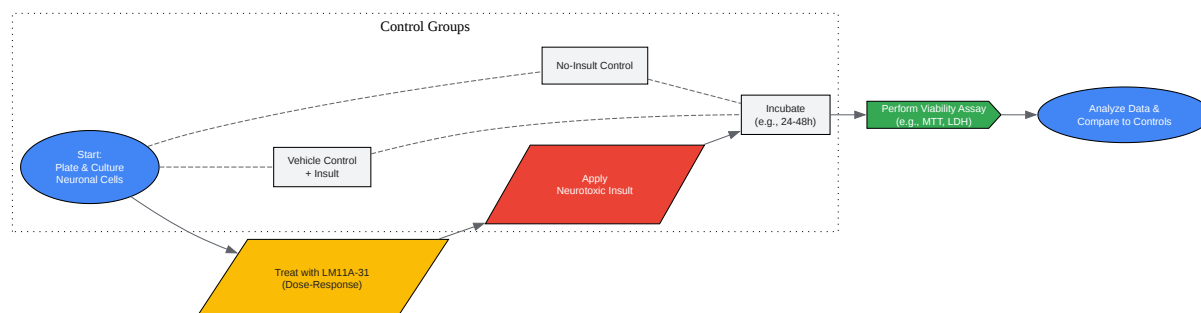 Control Groups
No-Insult Control
Incubate
(e.g., 24-48h)
Perform Viability Assay
(e.g., MTT, LDH)
Analyze Data &
Compare to Controls
Start:
Plate & Culture
Neuronal Cells
Vehicle Control
+ Insult
Apply
Neurotoxic Insult
Treat with LM11A-31
(Dose-Response)